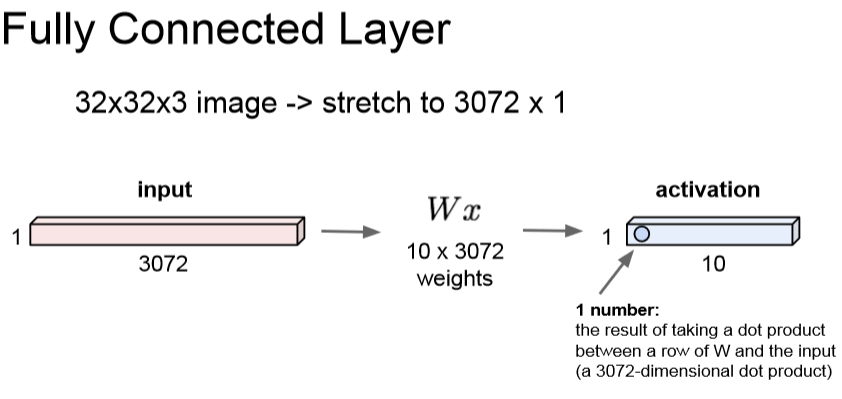 Fully Connected Layer
32x32x3 image -> stretch to 3072 x 1
input
1
3072
Wx
10 x 3072
weights
activation
1
10
1 number:
the result of taking a dot product
between a row of W and the input
(a 3072-dimensional dot product)